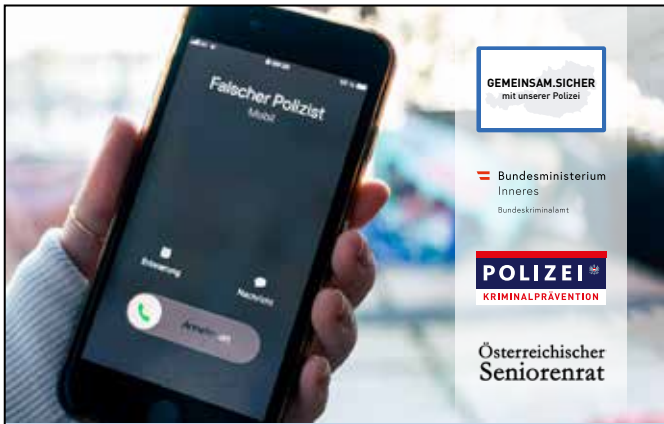 Falscher Polizist
Mobil
Erinnerung
Nachricht
GEMEINSAM.SICHER
mit unserer Polizei
Bundesministerium
Inneres
Bundeskriminalamt
POLIZEI
KRIMINALPRÄVENTION
Österreichischer
Seniorenrat